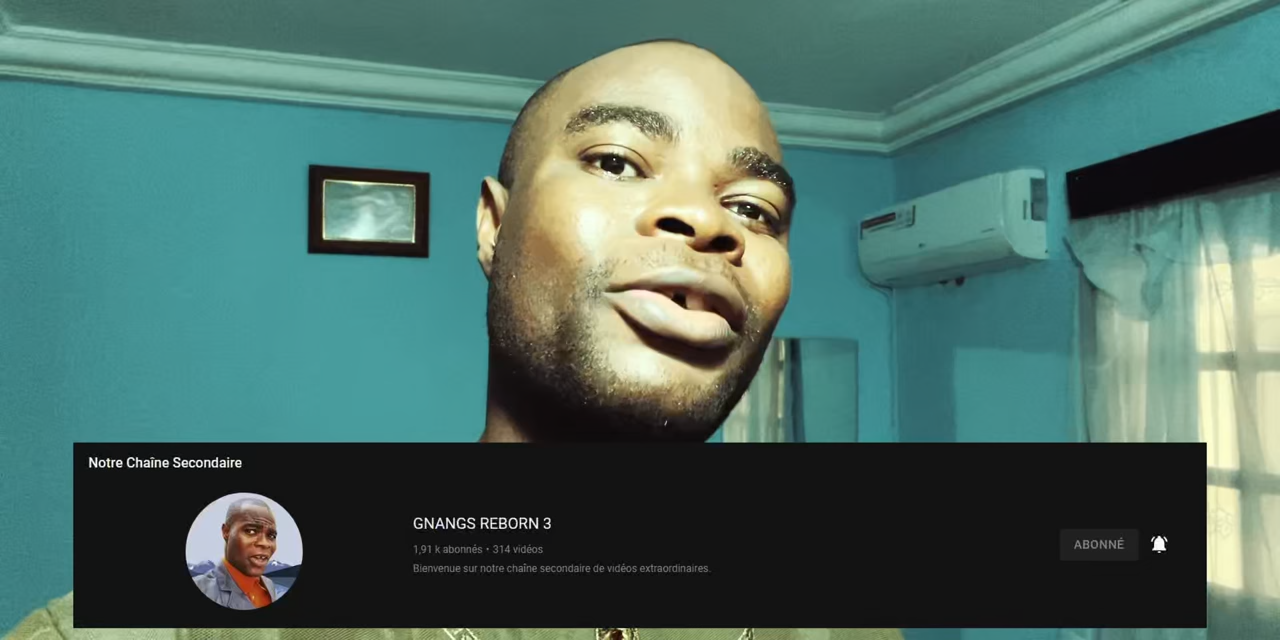 Notre Chaîne Secondaire
GNANGS REBORN 3
1,91 k abonnés • 314 vidéos
Bienvenue sur notre chaîne secondaire de vidéos extraordinaires.
ABONNÉ